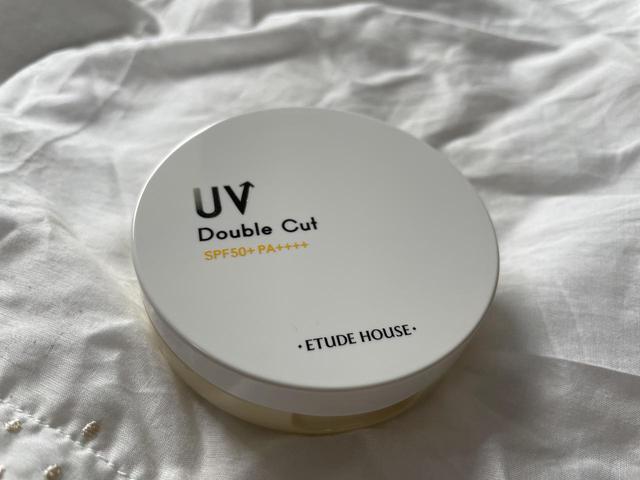 UV
Double Cut
SPF50+ PA++++
·ETUDE HOUSE·